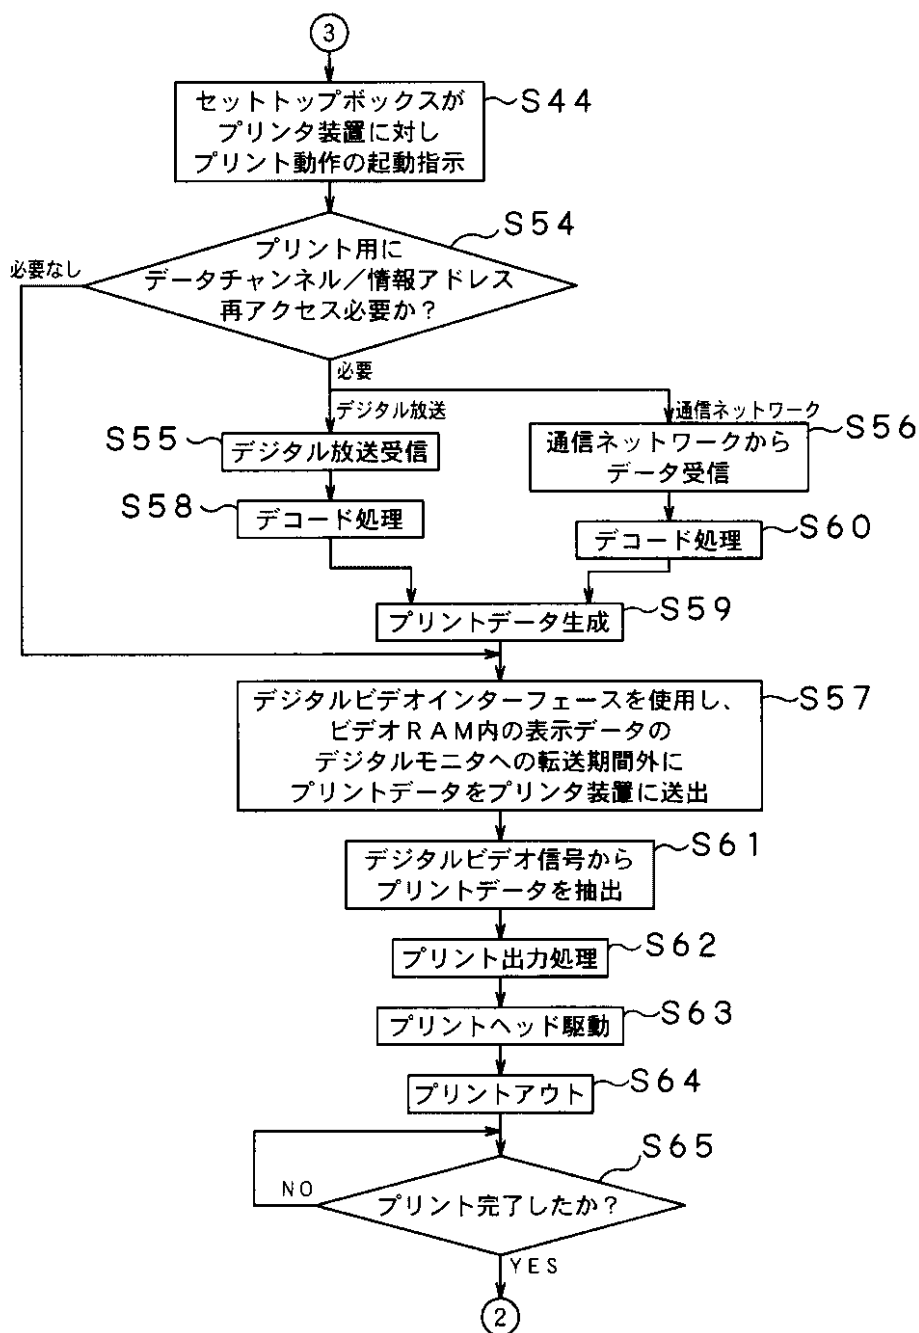 3
セットトップボックスが
プリンタ装置に対し
プリント動作の起動指示
S44
S54
プリント用に
データチャンネル/情報アドレス
再アクセス必要か?
必要なし
必要
デジタル放送
通信ネットワーク
S55
デジタル放送受信
通信ネットワークから
データ受信
S56
S58
デコード処理
デコード処理
S60
プリントデータ生成
S59
デジタルビデオインターフェースを使用し、
ビデオRAM内の表示データの
デジタルモニタへの転送期間外に
プリントデータをプリンタ装置に送出
S57
デジタルビデオ信号から
プリントデータを抽出
S61
プリント出力処理
S62
プリントヘッド駆動
S63
プリントアウト
S64
S65
プリント完了したか?
NO
YES
2